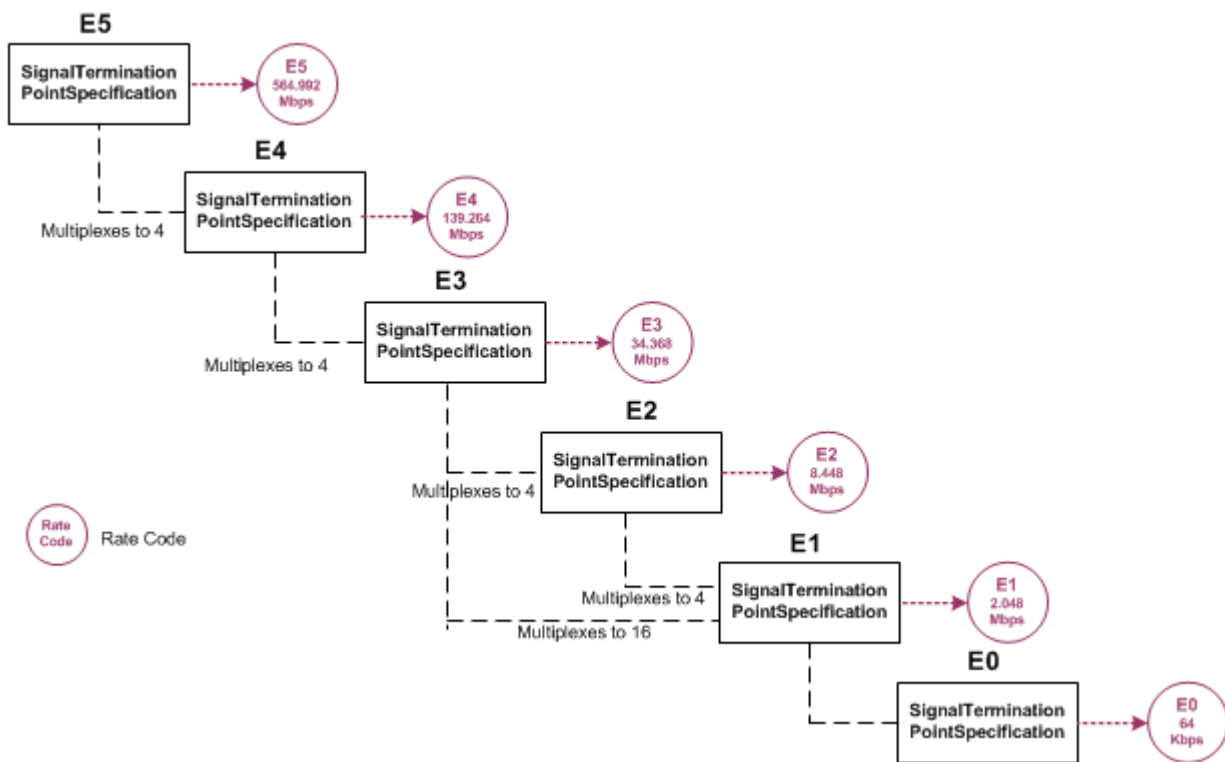 E5
SignalTermination
PointSpecification
E5
564.992
Mbps
E4
SignalTermination
PointSpecification
E4
139.264
Mbps
Multiplexes to 4
E3
SignalTermination
PointSpecification
E3
34.368
Mbps
Multiplexes to 4
E2
SignalTermination
PointSpecification
E2
8.448
Mbps
Multiplexes to 4
Rate
Code
Rate Code
E1
SignalTermination
PointSpecification
E1
2.048
Mbps
Multiplexes to 4
Multiplexes to 16
E0
SignalTermination
PointSpecification
E0
64
Kbps